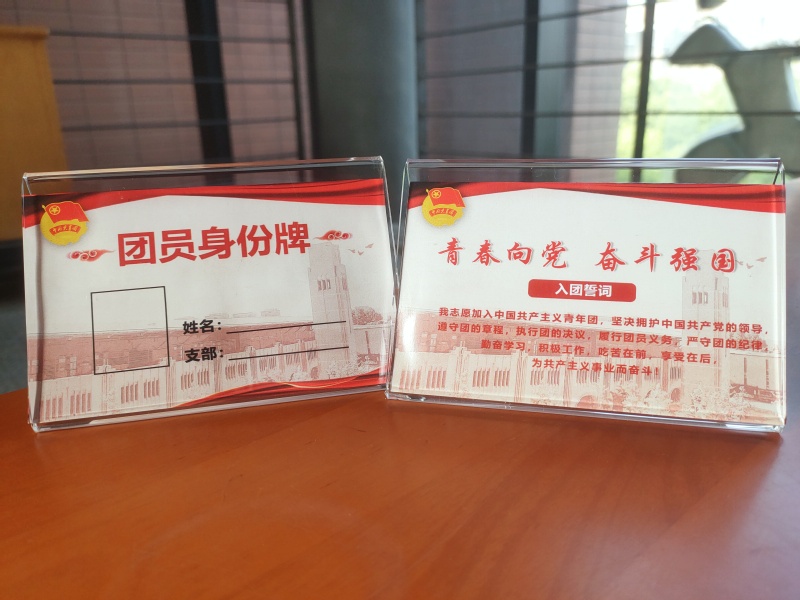 团员身份牌
姓名：
支部：
青春向党 奋斗强国
入团誓词
我志愿加入中国共产主义青年团，坚决拥护中国共产党的领导，
遵守团的章程，执行团的决议，履行团员义务，严守团的纪律，
勤奋学习，积极工作，吃苦在前，享受在后，
为共产主义事业而奋斗！